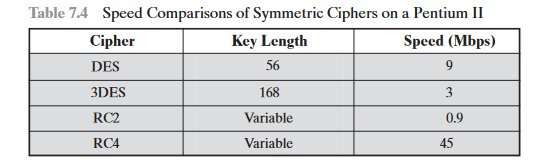 Table 7.4 Speed Comparisons of Symmetric Ciphers on a Pentium II
Cipher Key Length Speed (Mbps)
DES 56 9
3DES 168 3
RC2 Variable 0.9
RC4 Variable 45